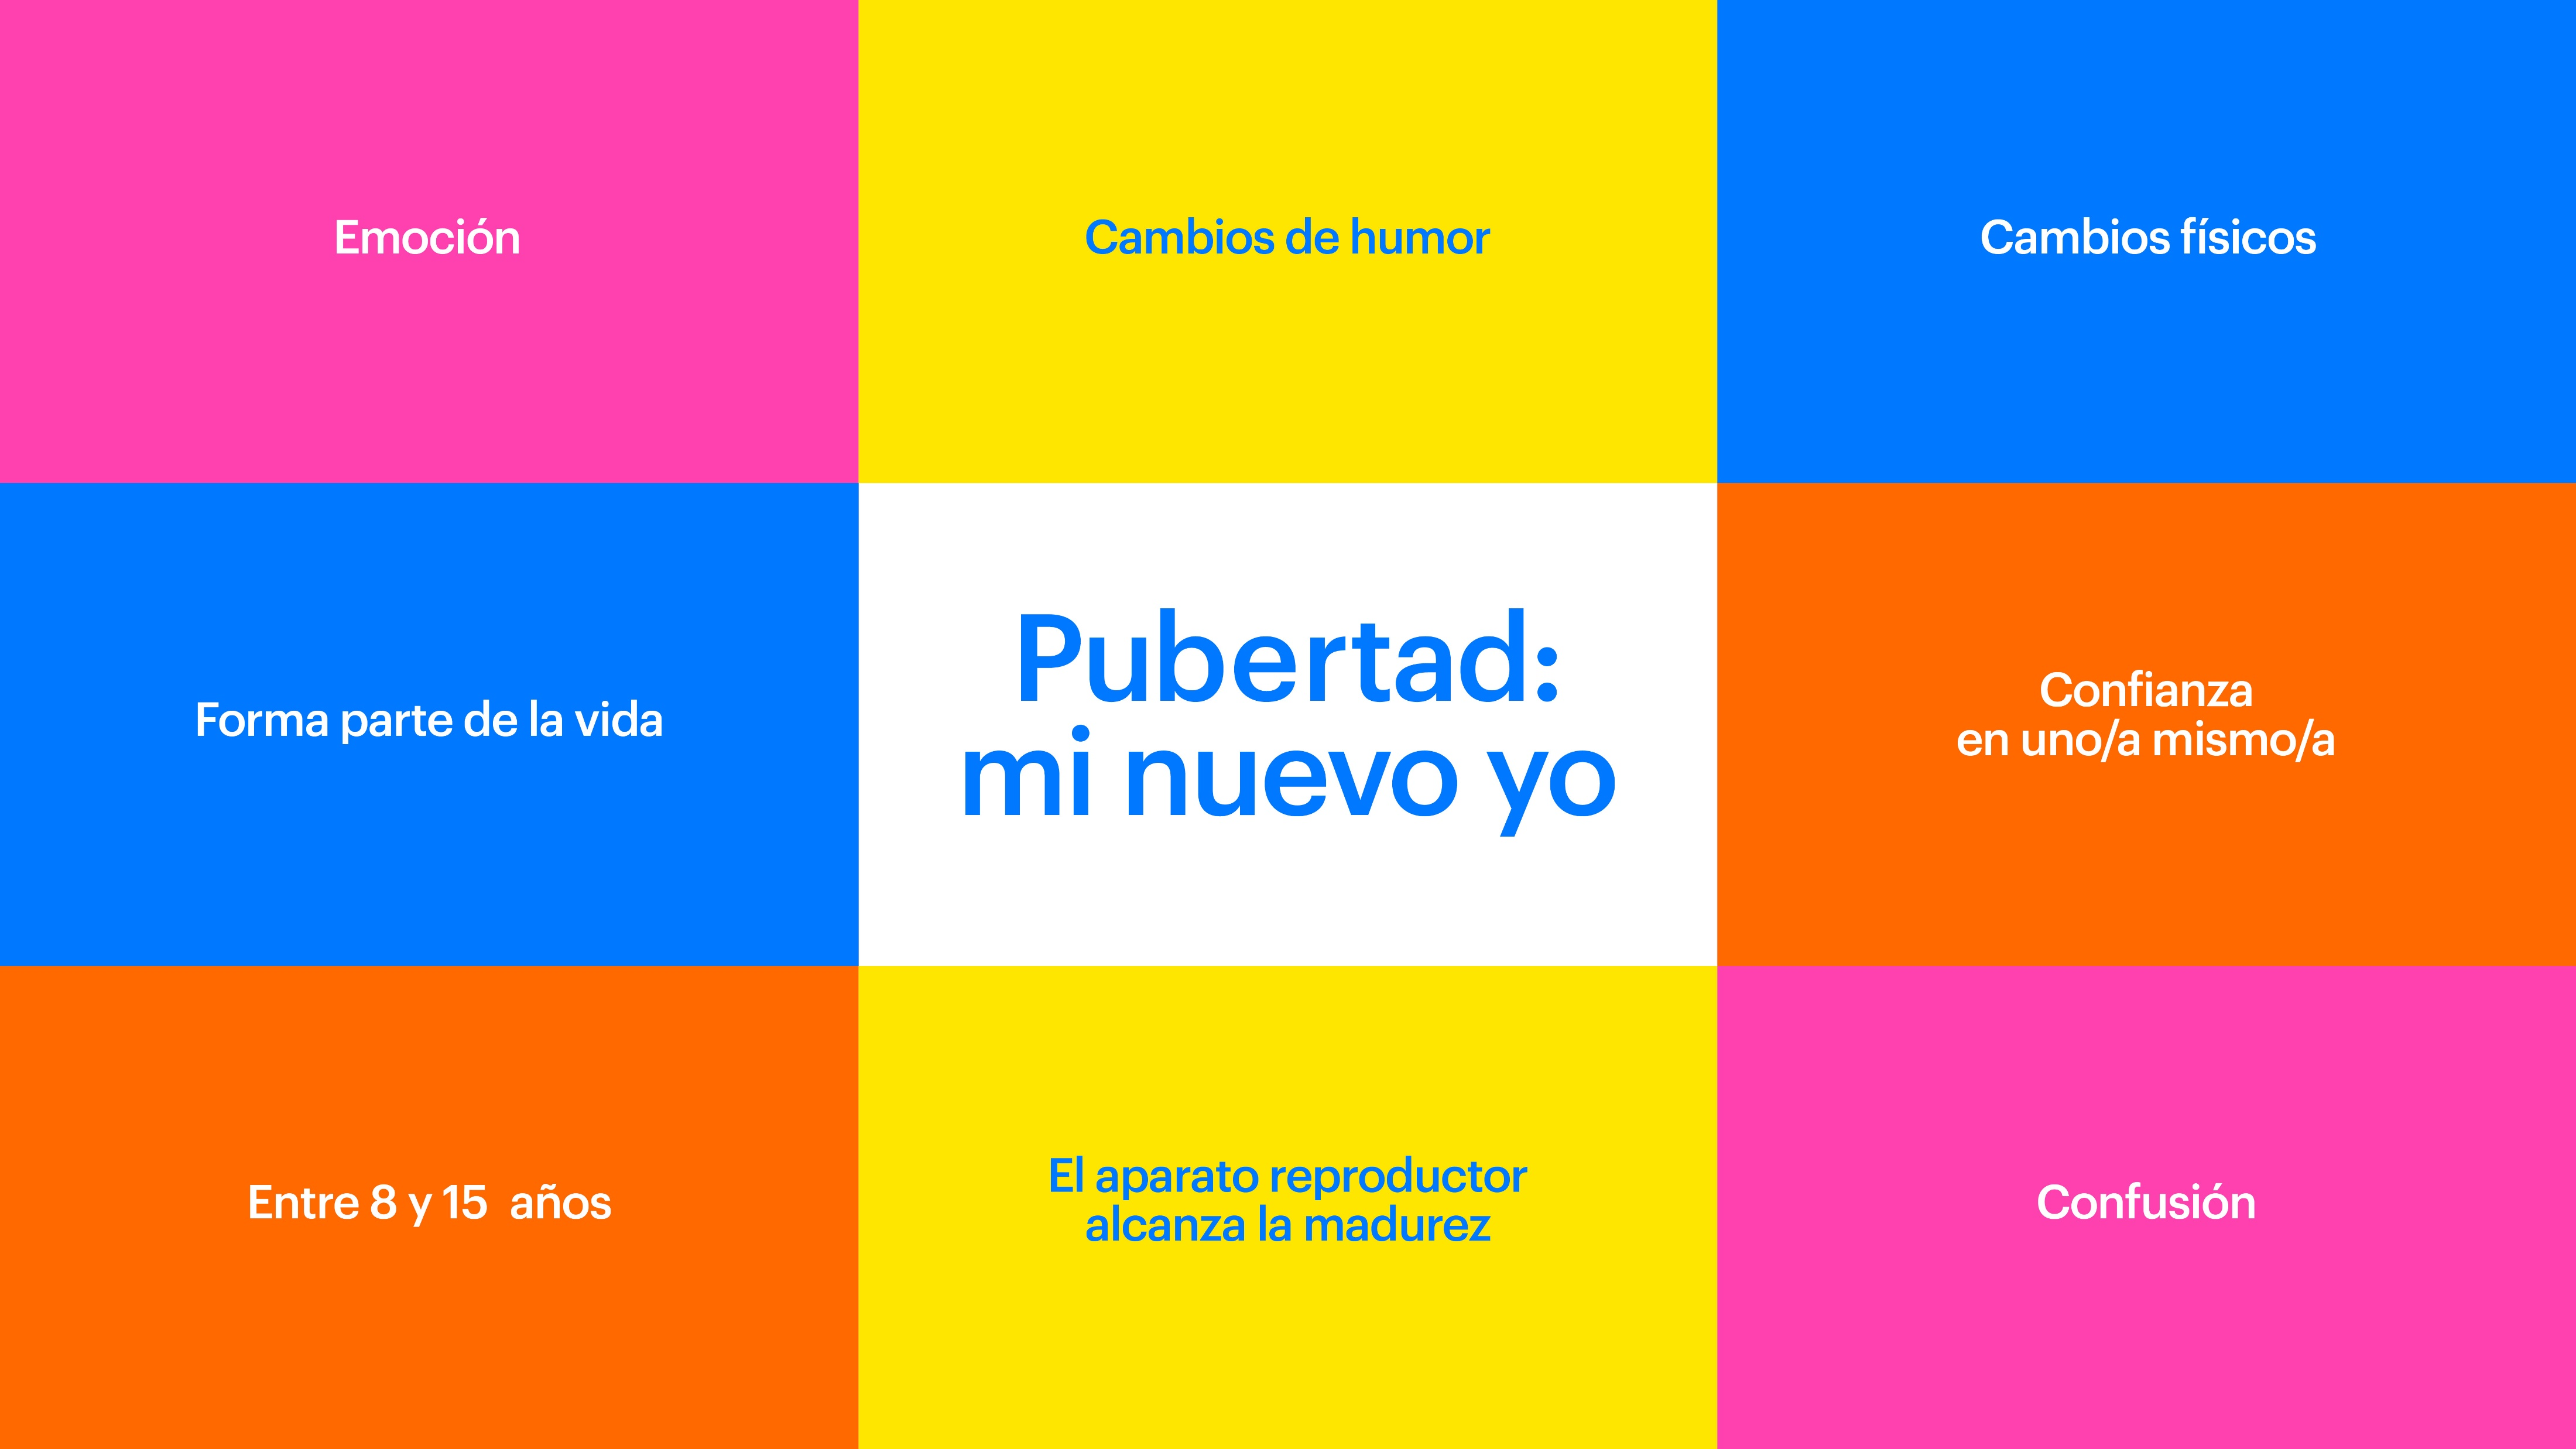 Emoción
Cambios de humor
Cambios físicos
Forma parte de la vida
Pubertad:
mi nuevo yo
Confianza
en uno/a mismo/a
Entre 8 y 15  años
El aparato reproductor
alcanza la madurez
Confusión